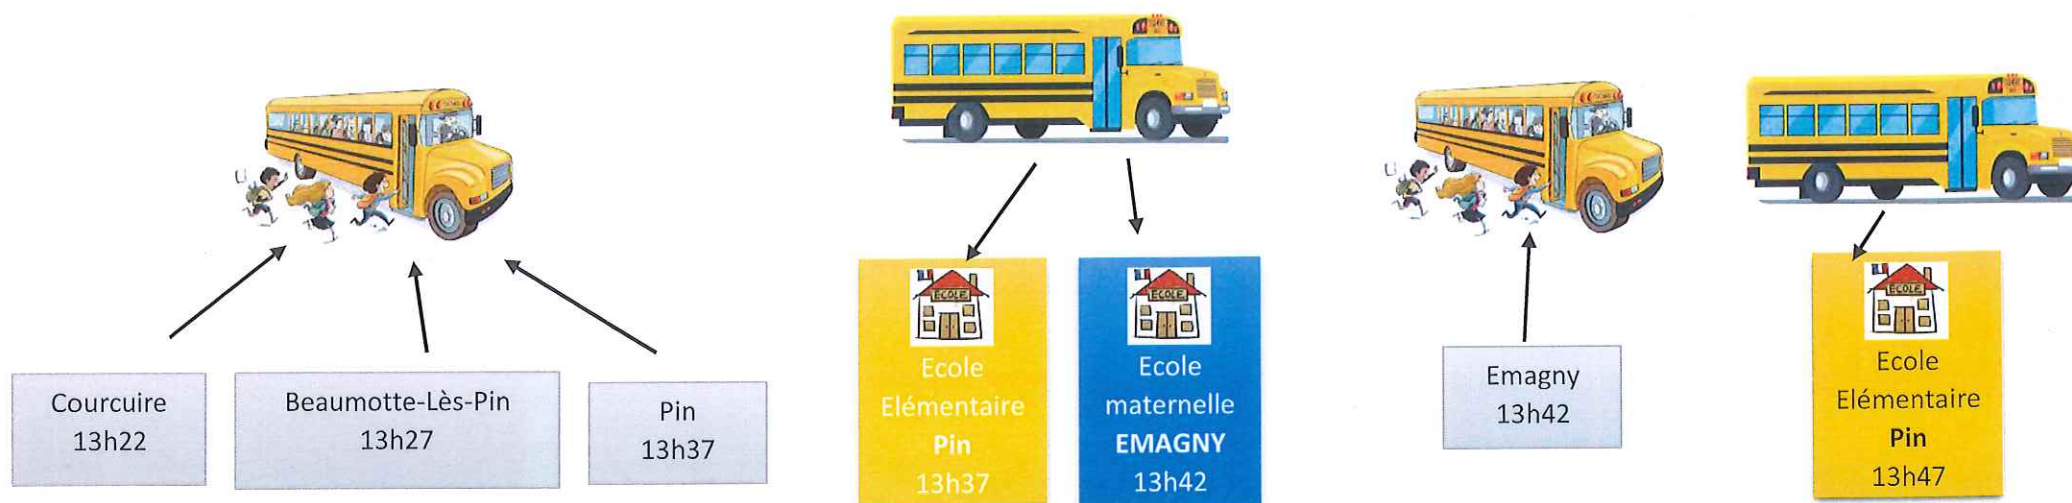 Courcuire
13h22
Beaumotte-Lès-Pin
13h27
Pin
13h37
ECOLE
Ecole
Elémentaire
Pin
13h37
ECOLE
Ecole
maternelle
EMAGNY
13h42
Emagny
13h42
ECOLE
Ecole
Elémentaire
Pin
13h47